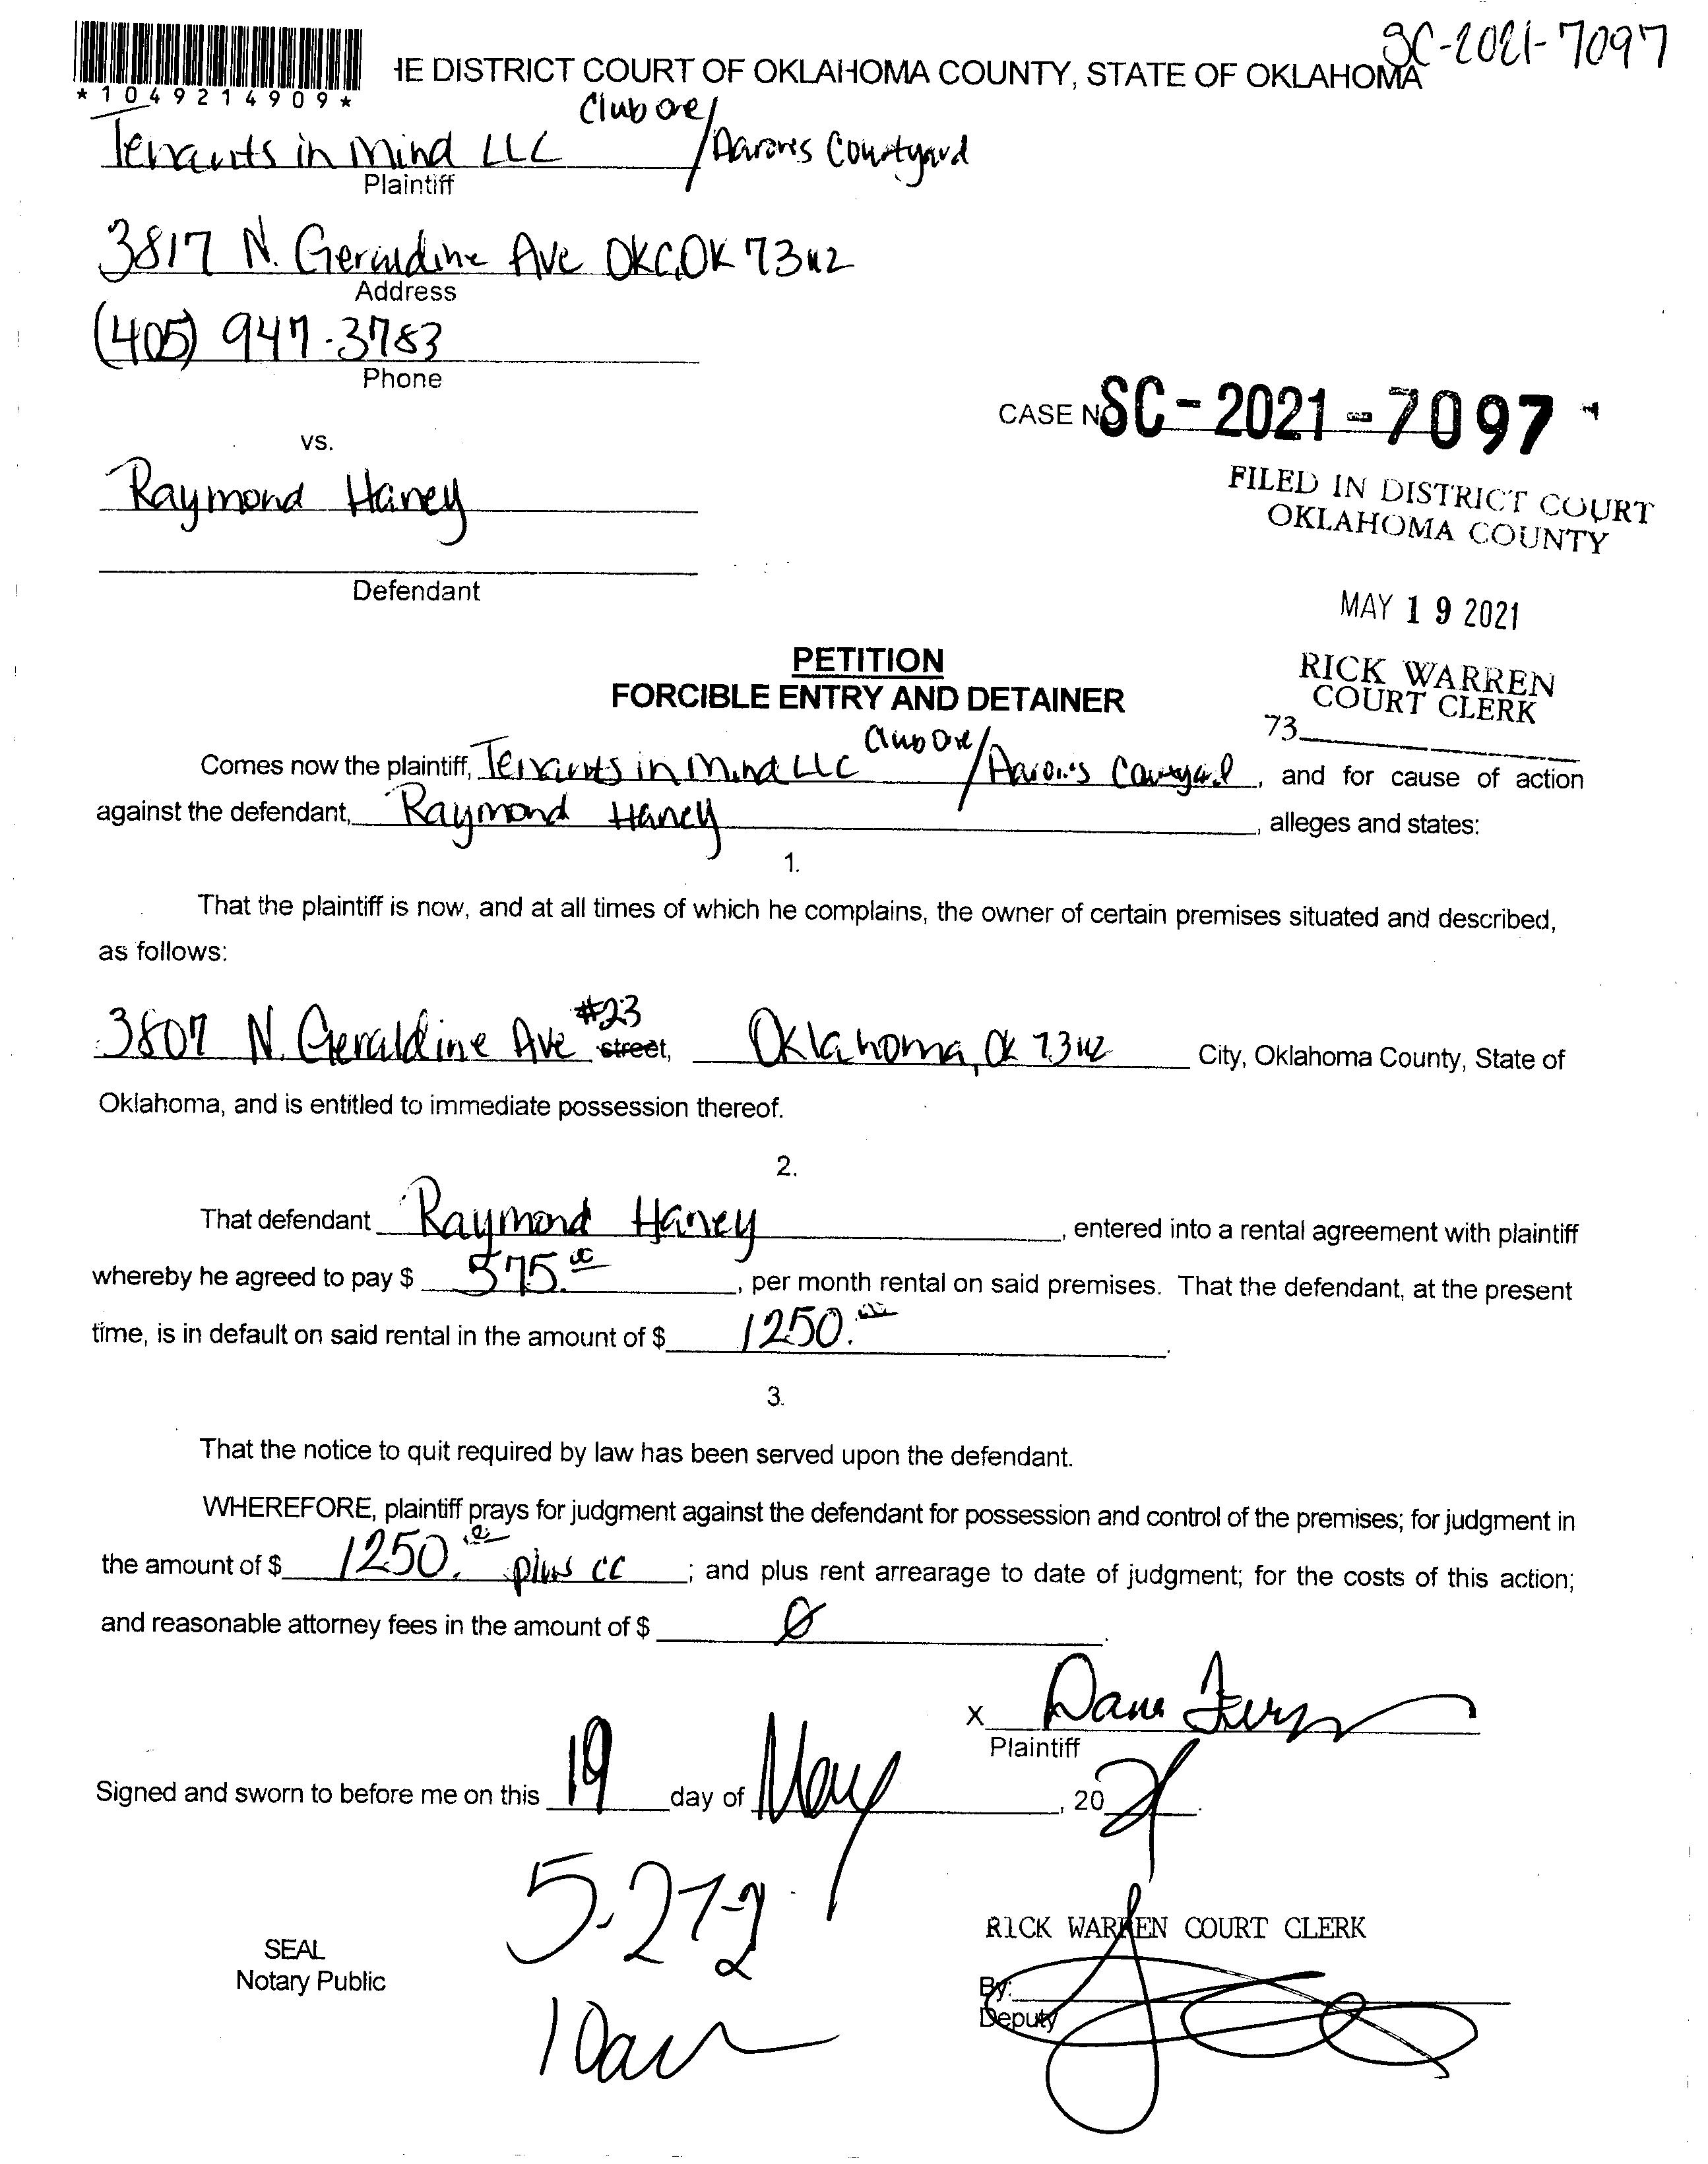 SC-2021-7097
*1049214909*
HE DISTRICT COURT OF OKLAHOMA COUNTY, STATE OF OKLAHOMA
Club One/
Tenants in Mind LLC / Aarons Courtyard
Plaintiff
3817 N. Geraldine Ave OKC, OK 73112
Address
(405) 947-3783
Phone
CASE NO SC-2021-7097
vs.
Raymond Haney
FILED IN DISTRICT COURT
OKLAHOMA COUNTY
Defendant
MAY 19 2021
PETITION
FORCIBLE ENTRY AND DETAINER
RICK WARREN
COURT CLERK
73
Club One
Comes now the plaintiff, Tenants in Mind LLC / Aaron's Courtyard, and for cause of action
against the defendant, Raymond Haney, alleges and states:
1.
That the plaintiff is now, and at all times of which he complains, the owner of certain premises situated and described,
as follows:
#23
3807 N. Geraldine Ave street, Oklahoma, OK 73112 City, Oklahoma County, State of
Oklahoma, and is entitled to immediate possession thereof.
2.
That defendant Raymond Haney, entered into a rental agreement with plaintiff
whereby he agreed to pay $ 575.00, per month rental on said premises. That the defendant, at the present
time, is in default on said rental in the amount of $ 1250.00.
3.
That the notice to quit required by law has been served upon the defendant.
WHEREFORE, plaintiff prays for judgment against the defendant for possession and control of the premises; for judgment in
the amount of $ 1250.00 plus CC; and plus rent arrearage to date of judgment; for the costs of this action;
and reasonable attorney fees in the amount of $ Ø.
X Dana
Plaintiff
Signed and sworn to before me on this 19 day of May, 2021.
5-27-21
SEAL
Notary Public
10am
RICK WARREN COURT CLERK
By:
Deputy